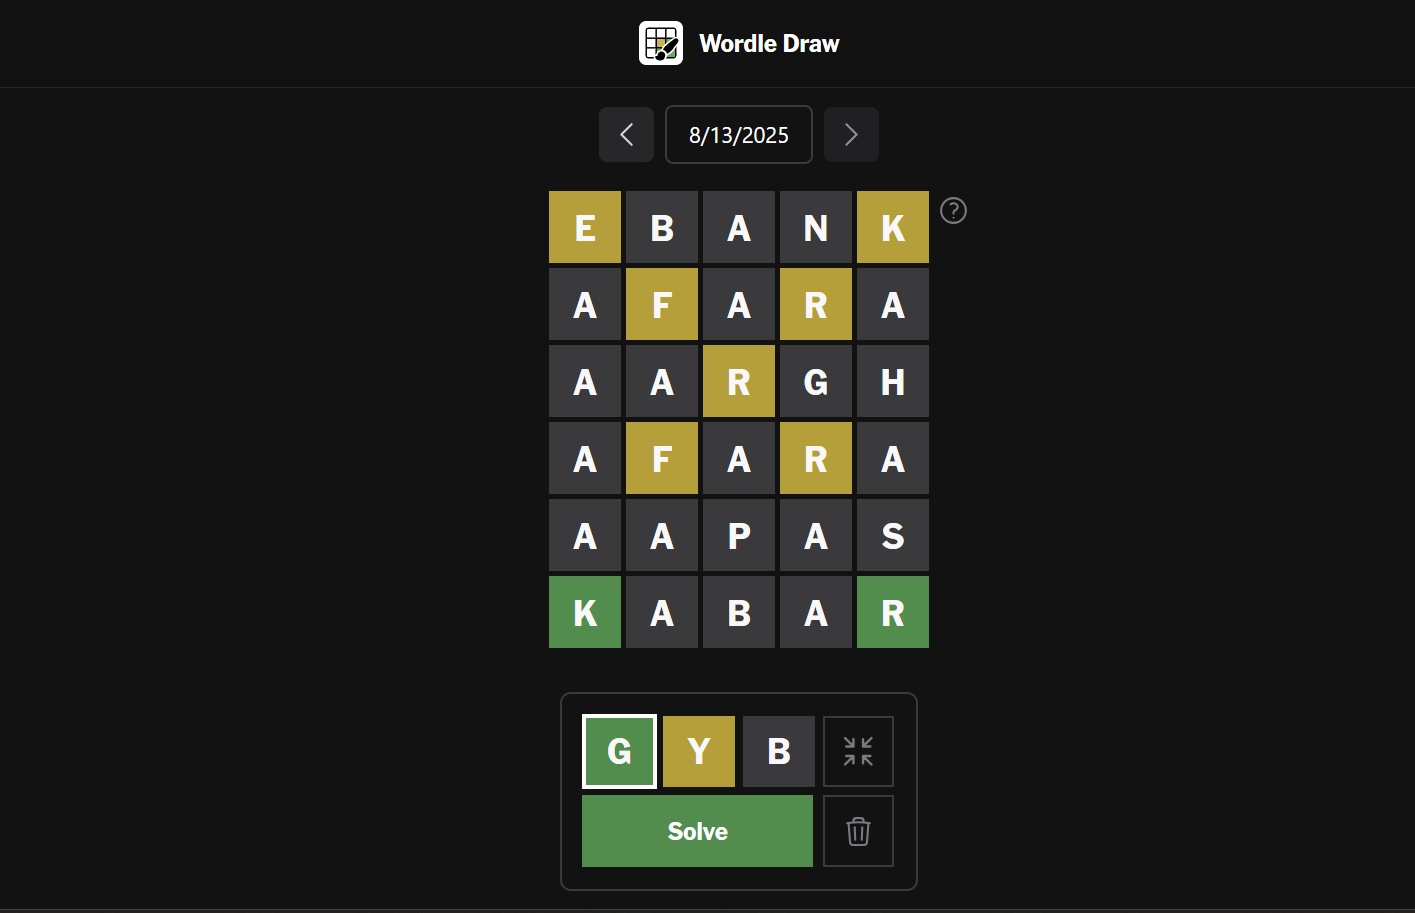 Wordle Draw
8/13/2025
E B A N K
?
A F A R A
A A R G H
A F A R A
A A P A S
K A B A R
G Y B
Solve